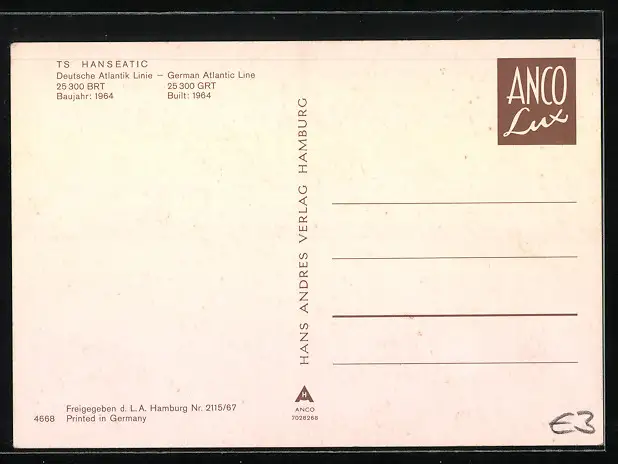 TS HANSEATIC
Deutsche Atlantik Linie – German Atlantic Line
25 300 BRT 25 300 GRT
Baujahr: 1964 Built: 1964
ANCO
Lux
HANS ANDRES VERLAG HAMBURG
H
ANCO
7028268
Freigegeben d. L. A. Hamburg Nr. 2115/67
4668 Printed in Germany
€3